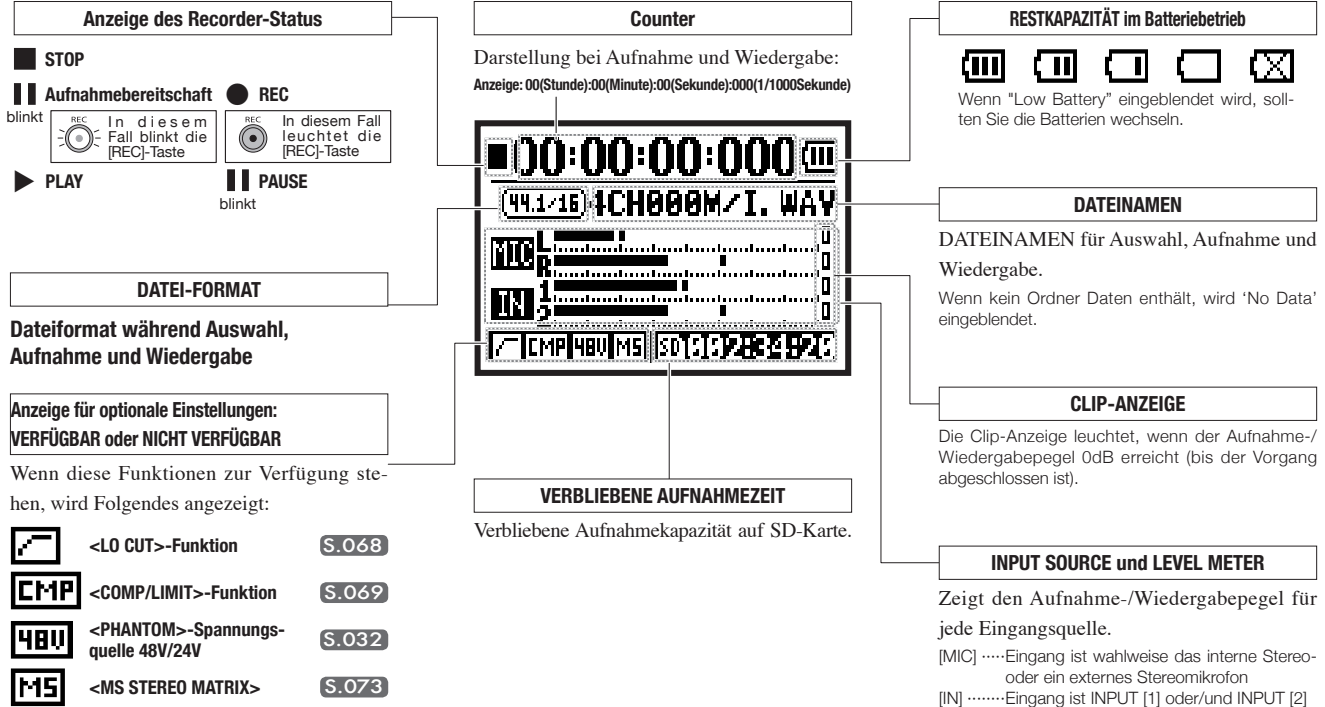 Anzeige des Recorder-Status
STOP
Aufnahmebereitschaft
blinkt
REC
In diesem
Fall blinkt die
[REC]-Taste
REC
REC
In diesem Fall
leuchtet die
[REC]-Taste
PLAY
PAUSE
blinkt
DATEI-FORMAT
Dateiformat während Auswahl,
Aufnahme und Wiedergabe
Anzeige für optionale Einstellungen:
VERFÜGBAR oder NICHT VERFÜGBAR
Wenn diese Funktionen zur Verfügung ste-
hen, wird Folgendes angezeigt:
<LO CUT>-Funktion S.068
CMP <COMP/LIMIT>-Funktion S.069
48V <PHANTOM>-Spannungs-
quelle 48V/24V S.032
MS <MS STEREO MATRIX> S.073
Counter
Darstellung bei Aufnahme und Wiedergabe:
Anzeige: 00(Stunde):00(Minute):00(Sekunde):000(1/1000Sekunde)
00:00:00:000
44.1/16 4CH000M/I.WAV
MIC L
R
IN 1
2
CMP 48V MS SD
VERBLIEBENE AUFNAHMEZEIT
Verbliebene Aufnahmekapazität auf SD-Karte.
RESTKAPAZITÄT im Batteriebetrieb
Wenn "Low Battery” eingeblendet wird, soll-
ten Sie die Batterien wechseln.
DATEINAMEN
DATEINAMEN für Auswahl, Aufnahme und
Wiedergabe.
Wenn kein Ordner Daten enthält, wird ‘No Data’
eingeblendet.
CLIP-ANZEIGE
Die Clip-Anzeige leuchtet, wenn der Aufnahme-/
Wiedergabepegel 0dB erreicht (bis der Vorgang
abgeschlossen ist).
INPUT SOURCE und LEVEL METER
Zeigt den Aufnahme-/Wiedergabepegel für
jede Eingangsquelle.
[MIC] ·····Eingang ist wahlweise das interne Stereo-
oder ein externes Stereomikrofon
[IN] ········Eingang ist INPUT [1] oder/und INPUT [2]